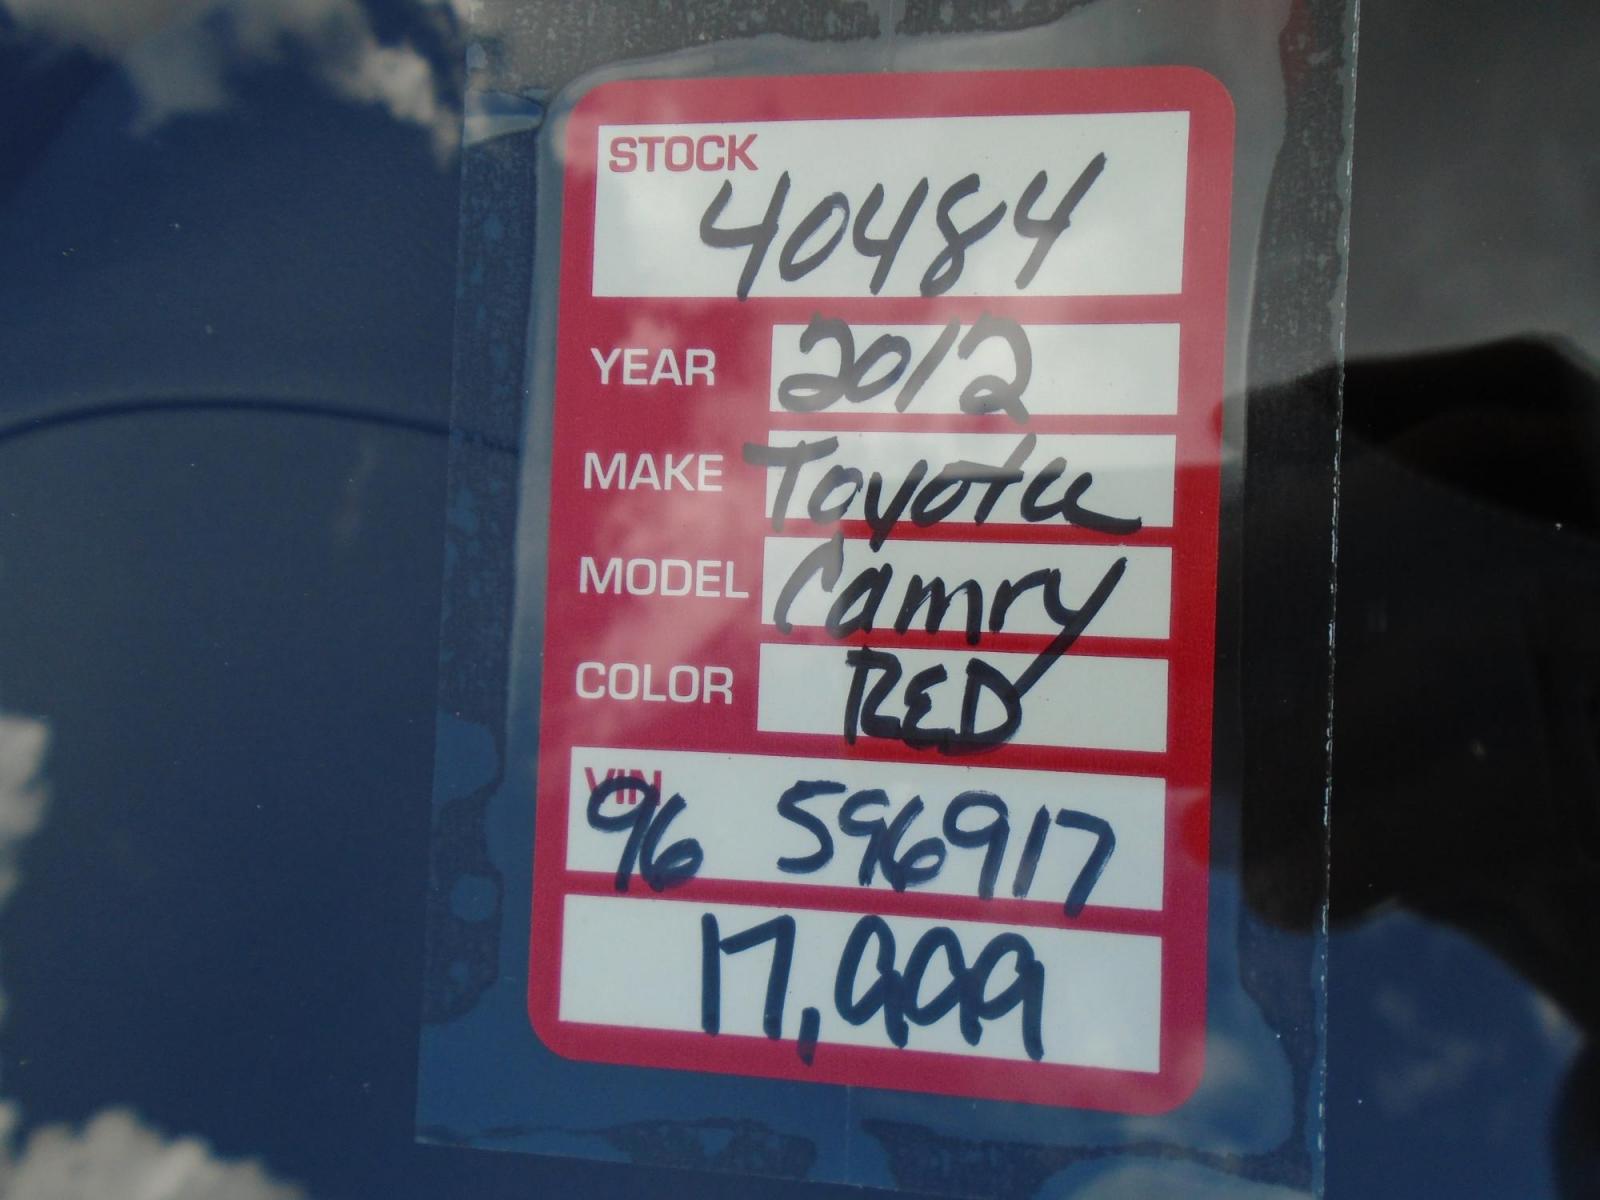 STOCK
40484
YEAR 2012
MAKE Toyota
MODEL Camry
COLOR RED
VIN
96 596917
17,999